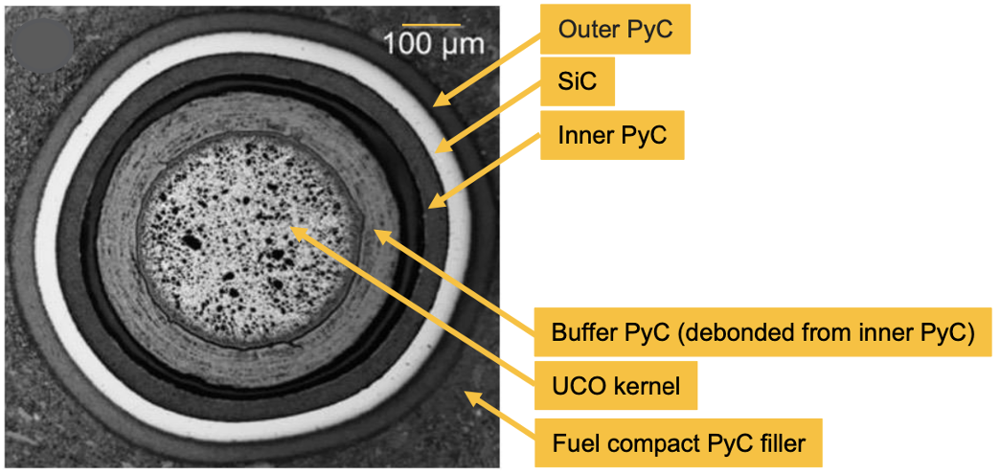 100 µm
Outer PyC
SiC
Inner PyC
Buffer PyC (debonded from inner PyC)
UCO kernel
Fuel compact PyC filler